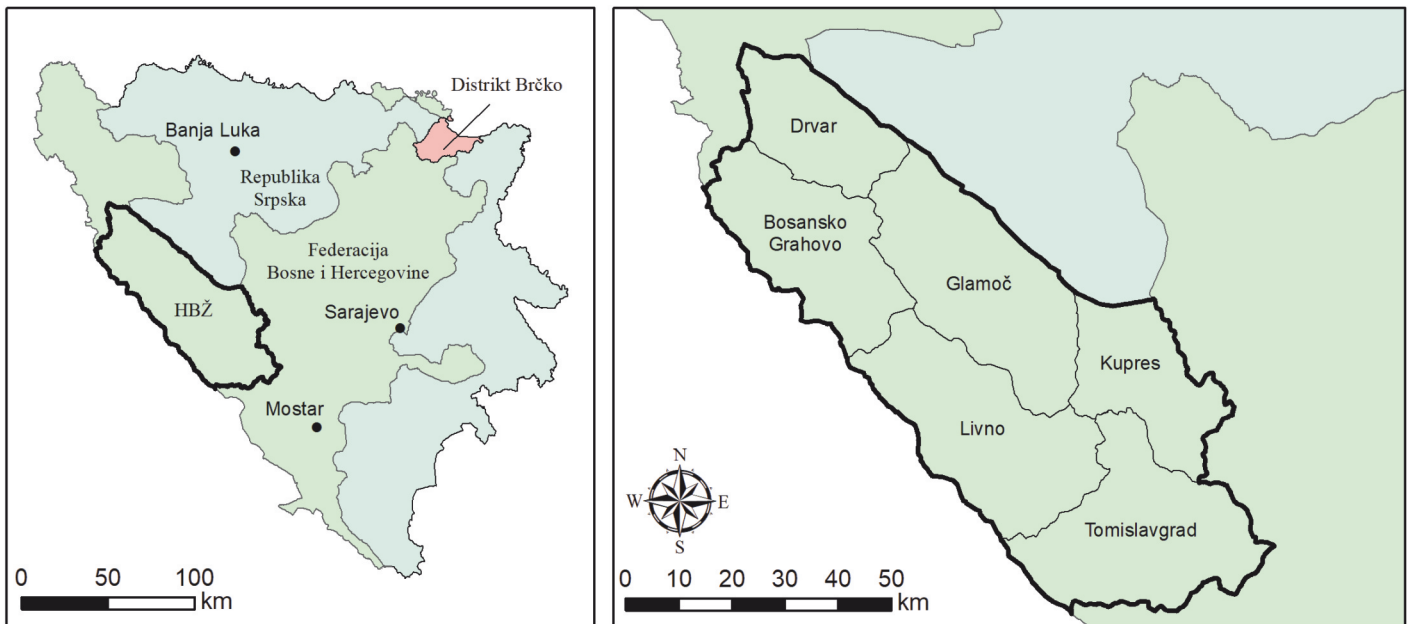 Distrikt Brčko
Banja Luka
Republika
Srpska
Federacija
Bosne i Hercegovine
HBŽ
Sarajevo
Mostar
0 50 100
km
Drvar
Bosansko
Grahovo
Glamoč
Kupres
Livno
Tomislavgrad
N
W E
S
0 10 20 30 40 50
km